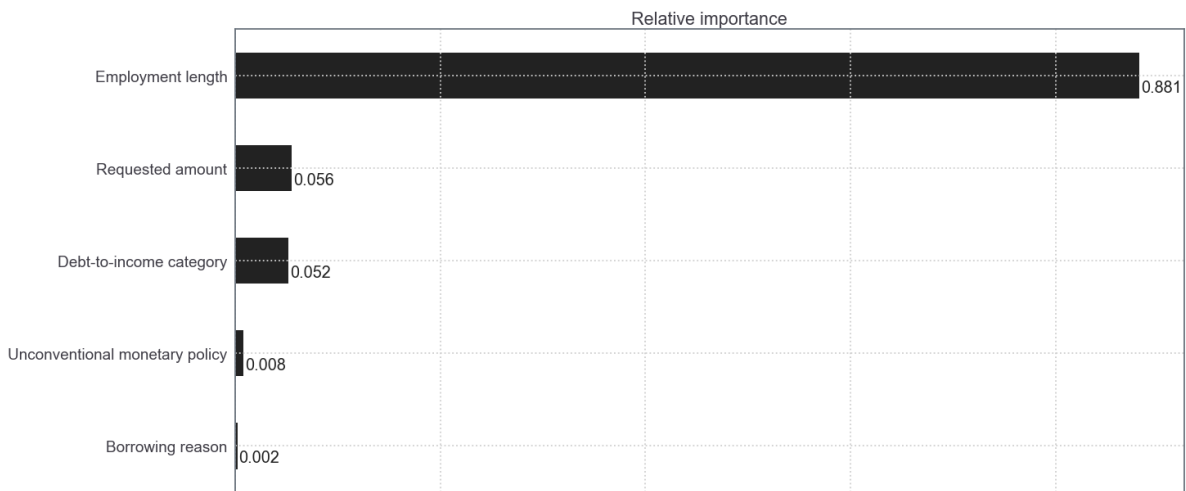 Relative importance
Employment length
0.881
Requested amount
0.056
Debt-to-income category
0.052
Unconventional monetary policy
0.008
Borrowing reason
0.002